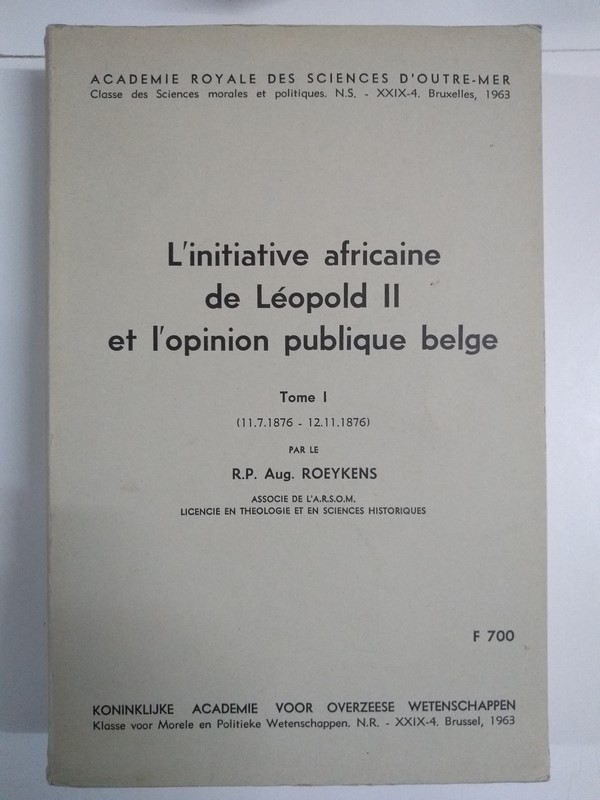 ACADEMIE ROYALE DES SCIENCES D'OUTRE-MER
Classe des Sciences morales et politiques. N.S. - XXIX-4. Bruxelles, 1963
L'initiative africaine
de Léopold II
et l'opinion publique belge
Tome I
(11.7.1876 - 12.11.1876)
PAR LE
R.P. Aug. ROEYKENS
ASSOCIE DE L'A.R.S.O.M.
LICENCIE EN THEOLOGIE ET EN SCIENCES HISTORIQUES
F 700
KONINKLIJKE ACADEMIE VOOR OVERZEESE WETENSCHAPPEN
Klasse voor Morele en Politieke Wetenschappen. N.R. - XXIX-4. Brussel, 1963